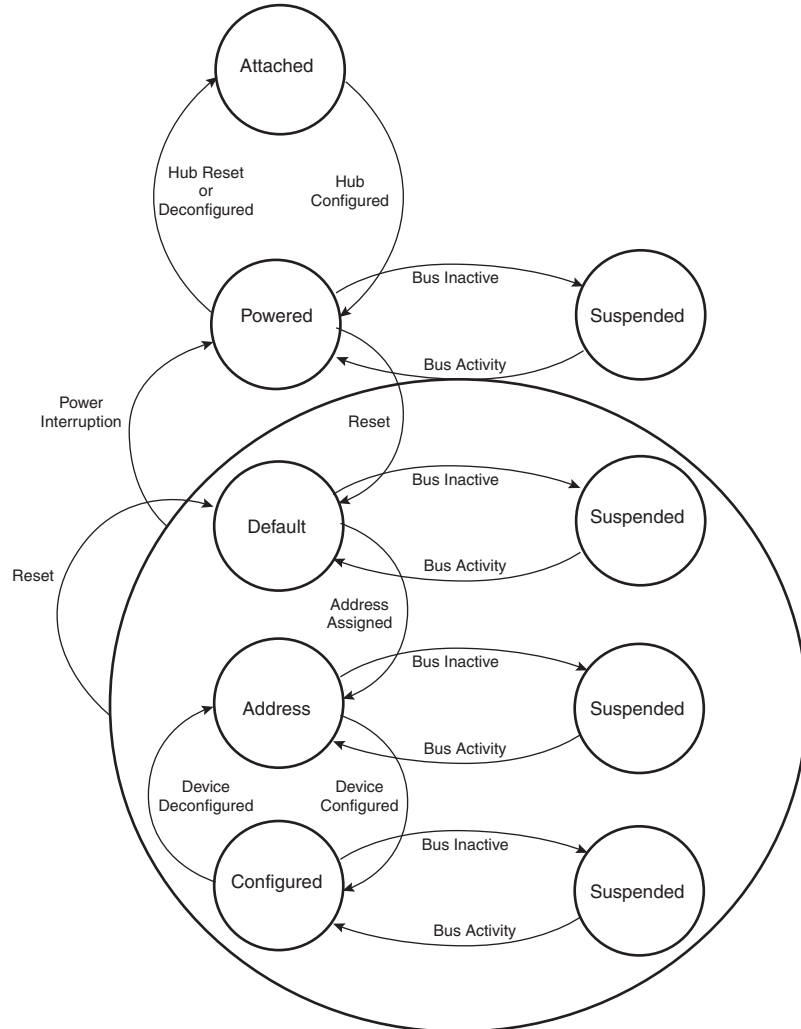 Attached
Hub Reset
or
Deconfigured
Hub
Configured
Powered
Bus Inactive
Suspended
Bus Activity
Power
Interruption
Reset
Default
Bus Inactive
Suspended
Bus Activity
Reset
Address
Assigned
Address
Bus Inactive
Suspended
Bus Activity
Device
Deconfigured
Device
Configured
Configured
Bus Inactive
Suspended
Bus Activity